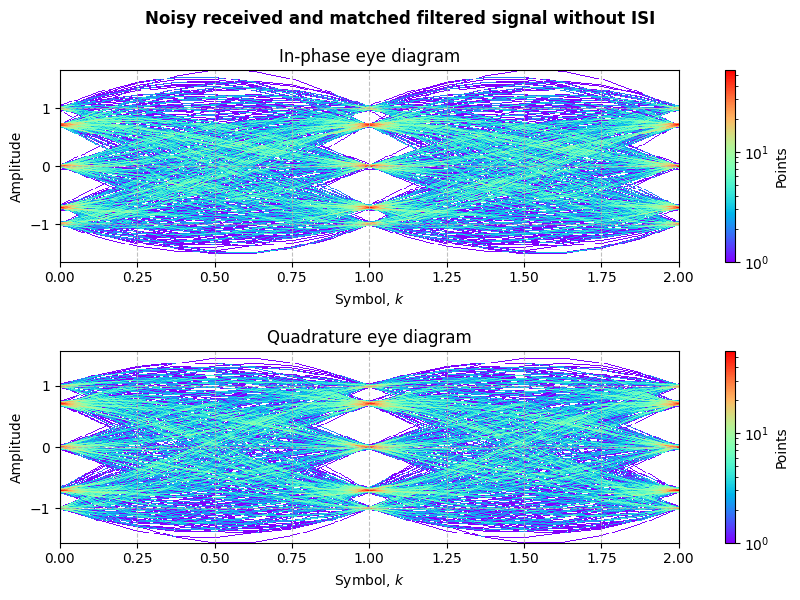 Noisy received and matched filtered signal without ISI
In-phase eye diagram
Amplitude
1
0
−1
0.00 0.25 0.50 0.75 1.00 1.25 1.50 1.75 2.00
Symbol, k
10¹
10⁰
Points
Quadrature eye diagram
Amplitude
1
0
−1
0.00 0.25 0.50 0.75 1.00 1.25 1.50 1.75 2.00
Symbol, k
10¹
10⁰
Points